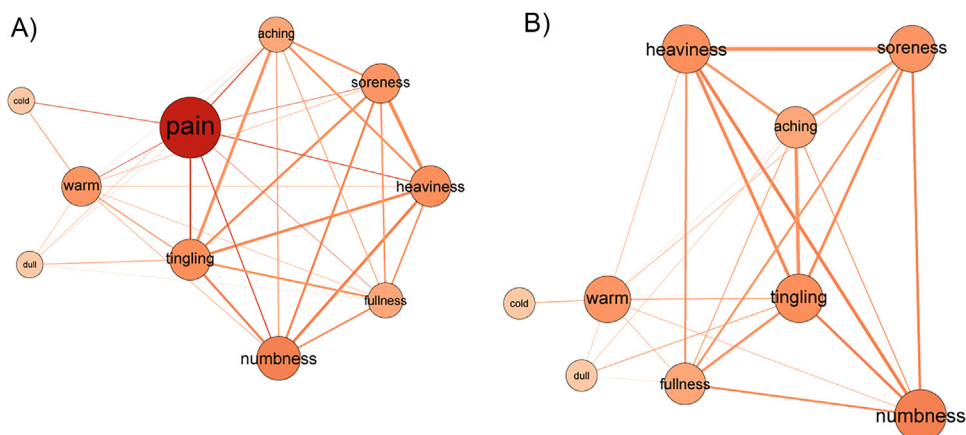 A)
aching
soreness
cold
pain
warm
heaviness
tingling
dull
fullness
numbness
B)
heaviness
soreness
aching
warm
tingling
cold
dull
fullness
numbness